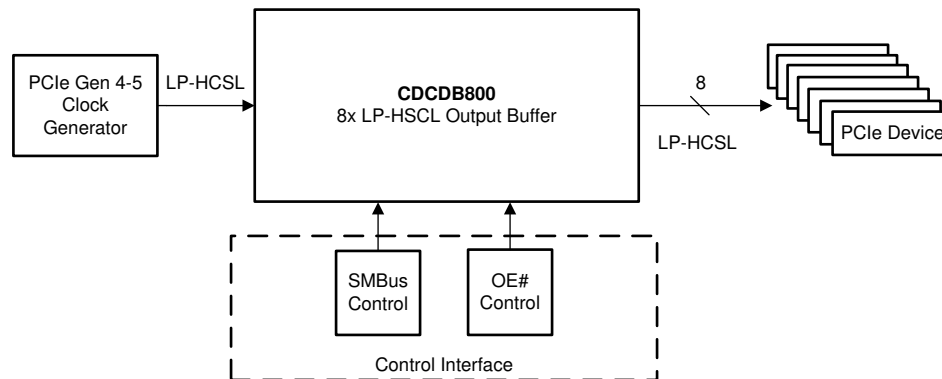 PCIe Gen 4-5
Clock
Generator
LP-HCSL
CDCDB800
8x LP-HSCL Output Buffer
8
LP-HCSL
PCIe Device
SMBus
Control
OE#
Control
Control Interface